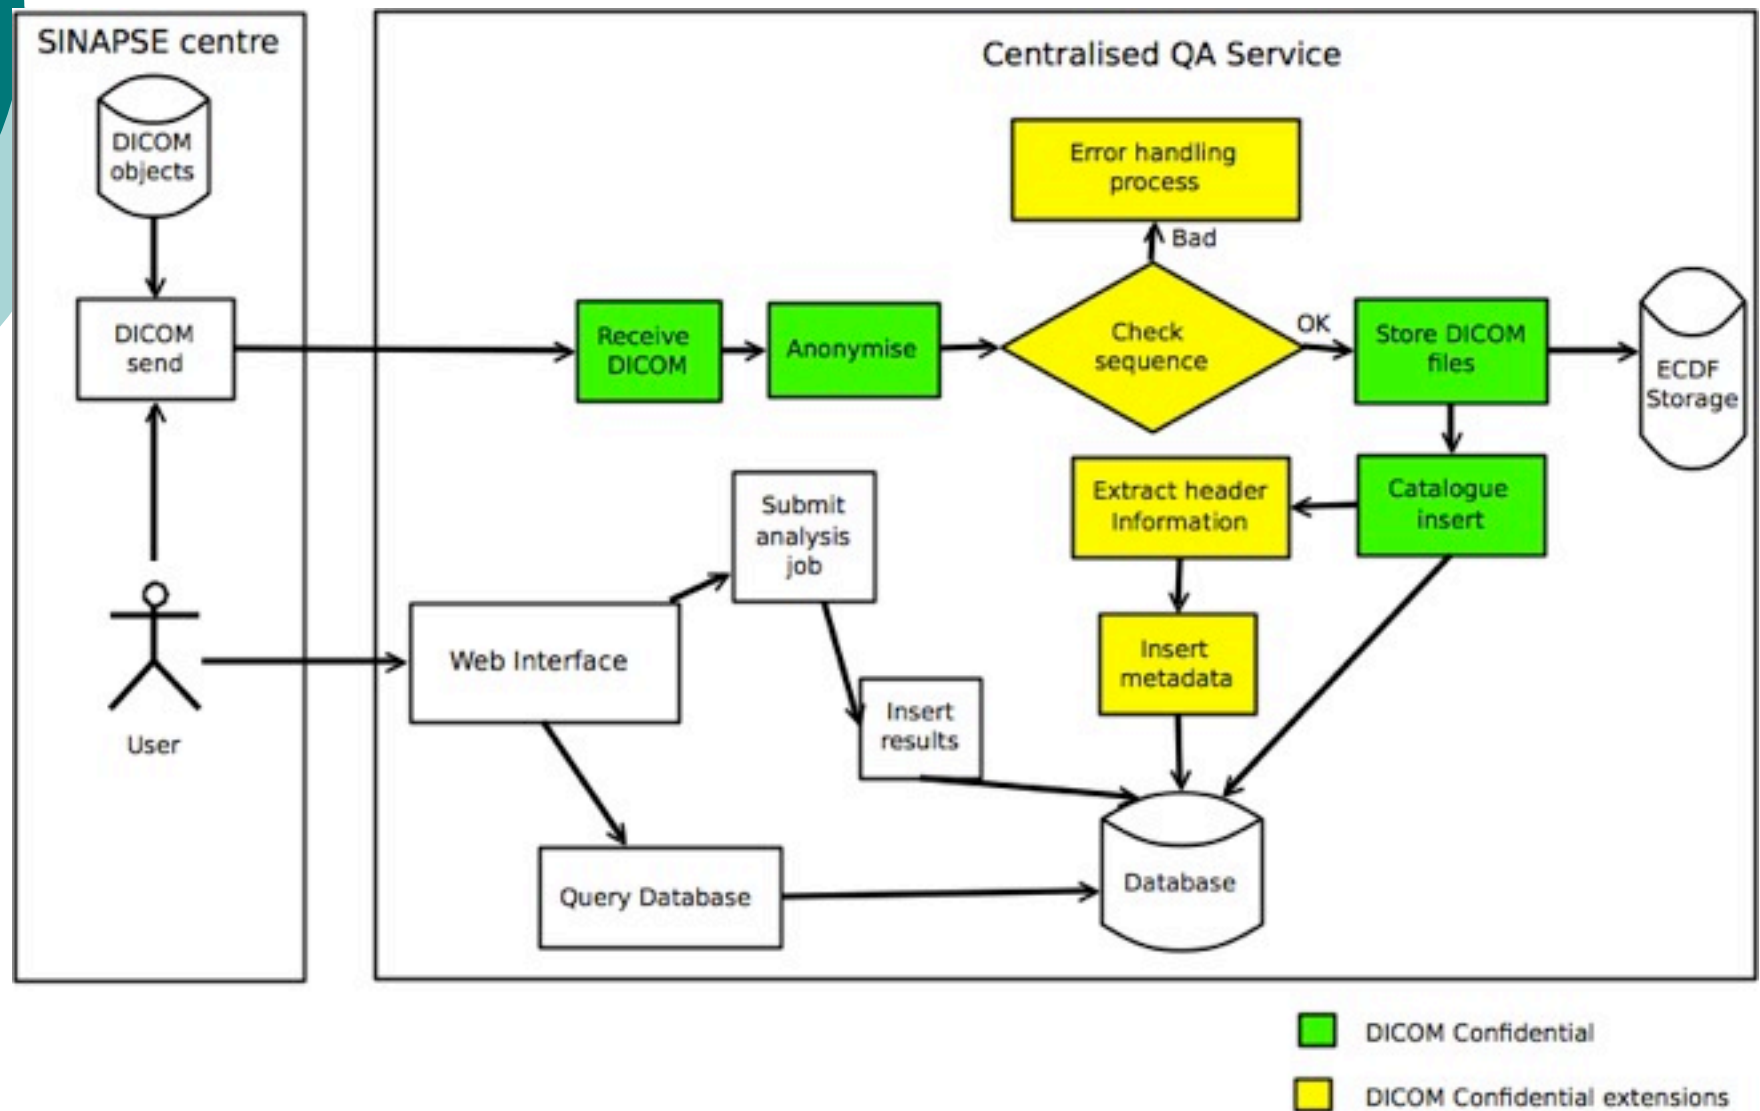 SINAPSE centre
DICOM
objects
DICOM
send
User
Centralised QA Service
Error handling
process
Bad
Receive
DICOM
Anonymise
Check
sequence
OK
Store DICOM
files
ECDF
Storage
Submit
analysis
job
Extract header
Information
Catalogue
insert
Web Interface
Insert
metadata
Insert
results
Query Database
Database
DICOM Confidential
DICOM Confidential extensions